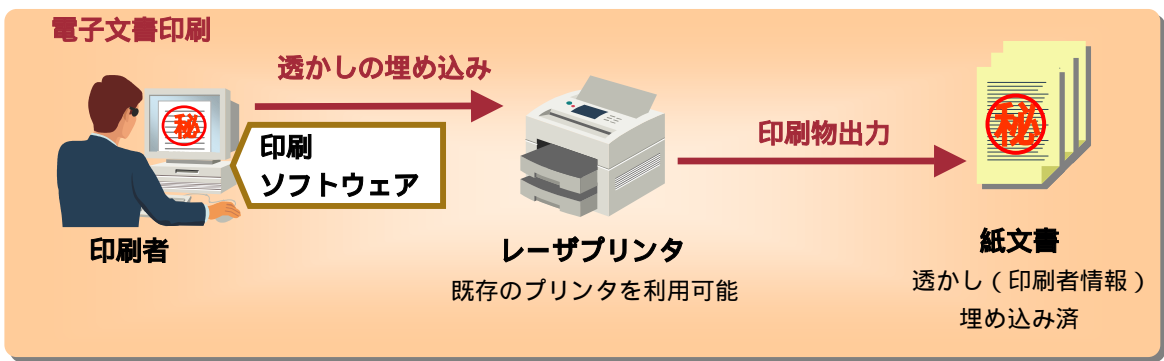 電子文書印刷
透かしの埋め込み
秘
印刷
ソフトウェア
印刷者
レーザプリンタ
既存のプリンタを利用可能
印刷物出力
秘
紙文書
透かし（印刷者情報）
埋め込み済